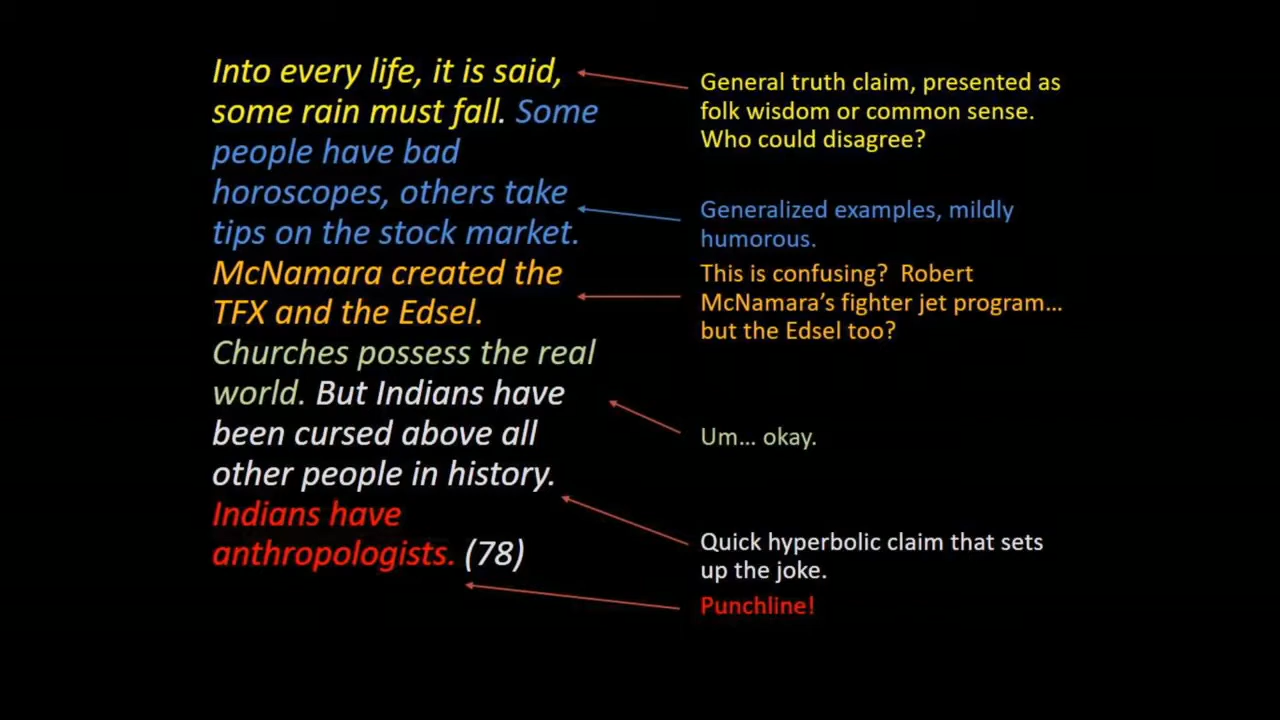 Into every life, it is said,
some rain must fall. Some
people have bad
horoscopes, others take
tips on the stock market.
McNamara created the
TFX and the Edsel.
Churches possess the real
world. But Indians have
been cursed above all
other people in history.
Indians have
anthropologists. (78)
General truth claim, presented as
folk wisdom or common sense.
Who could disagree?
Generalized examples, mildly
humorous.
This is confusing?  Robert
McNamara’s fighter jet program…
but the Edsel too?
Um… okay.
Quick hyperbolic claim that sets
up the joke.
Punchline!